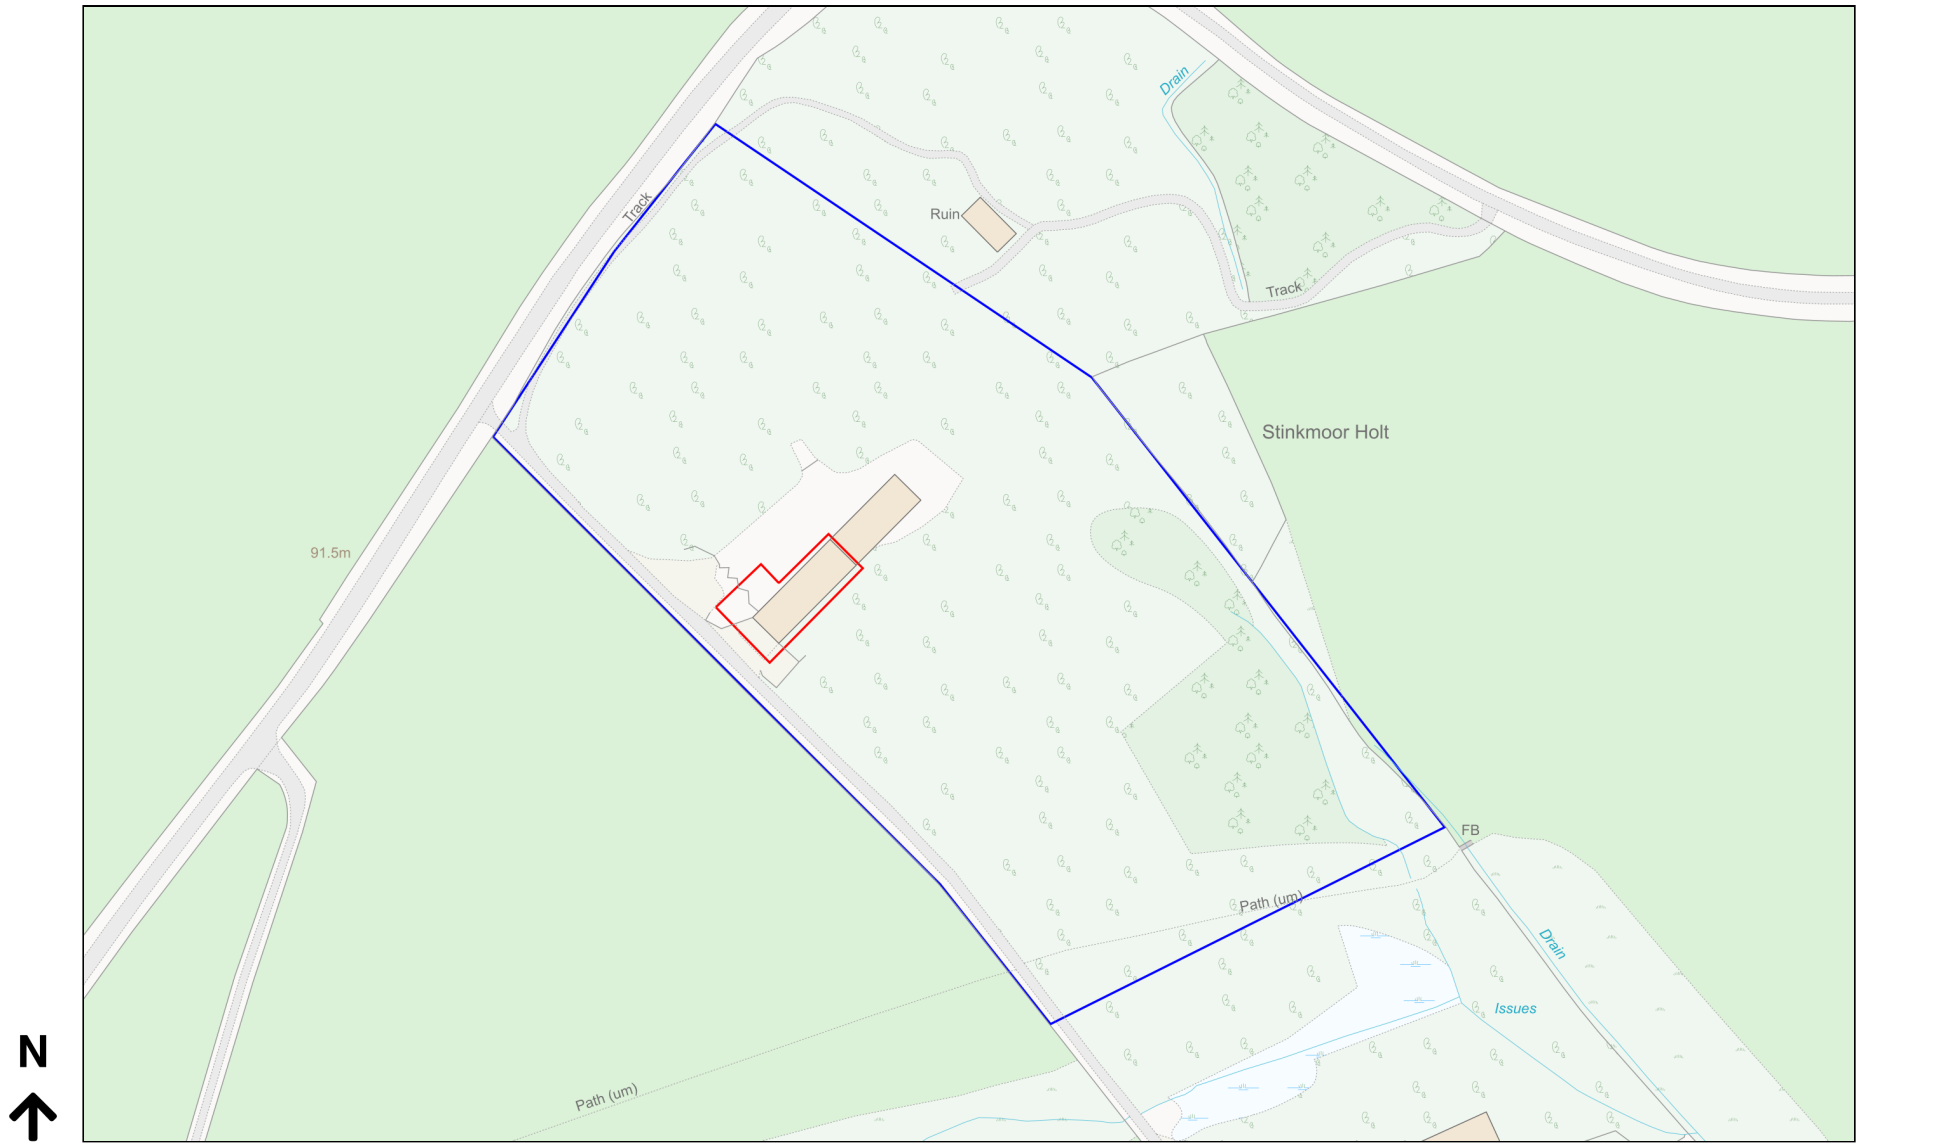 Drain
Track
Ruin
Track
Stinkmoor Holt
91.5m
FB
Path (um)
Drain
Issues
N
Path (um)